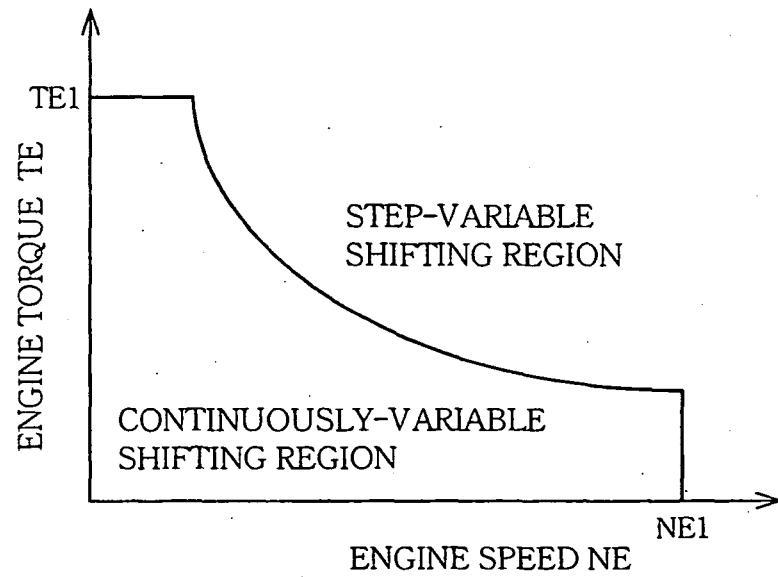 TE1
ENGINE TORQUE TE
STEP-VARIABLE
SHIFTING REGION
CONTINUOUSLY-VARIABLE
SHIFTING REGION
NE1
ENGINE SPEED NE